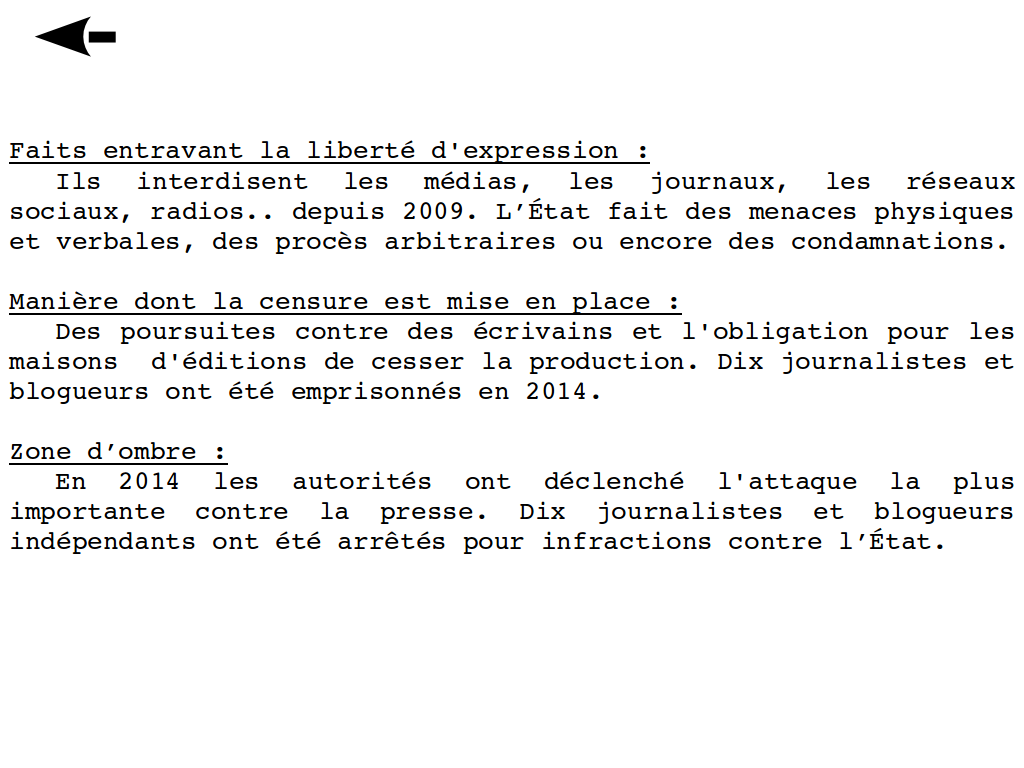 Faits entravant la liberté d'expression :
Ils interdisent les médias, les journaux, les réseaux
sociaux, radios.. depuis 2009. L’État fait des menaces physiques
et verbales, des procès arbitraires ou encore des condamnations.
Manière dont la censure est mise en place :
Des poursuites contre des écrivains et l'obligation pour les
maisons d'éditions de cesser la production. Dix journalistes et
blogueurs ont été emprisonnés en 2014.
Zone d’ombre :
En 2014 les autorités ont déclenché l'attaque la plus
importante contre la presse. Dix journalistes et blogueurs
indépendants ont été arrêtés pour infractions contre l’État.